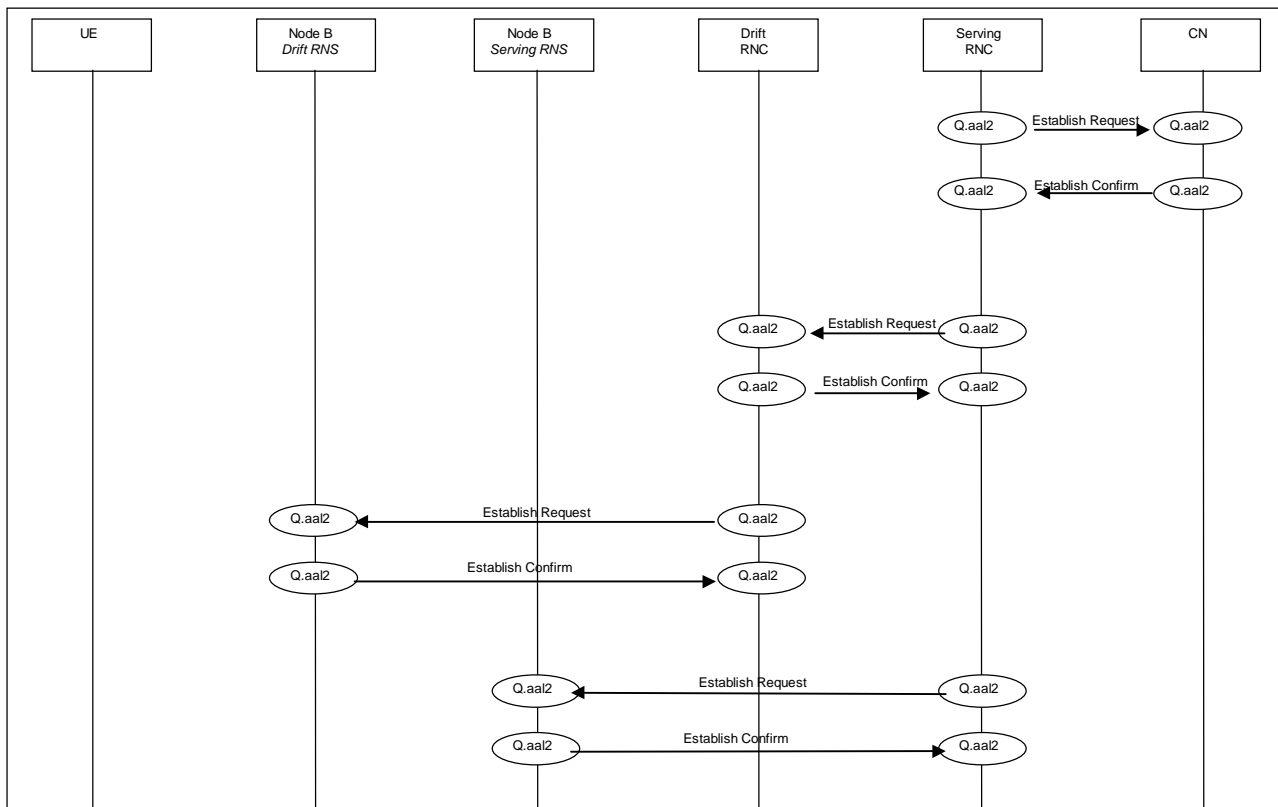 UE
Node B
Drift RNS
Node B
Serving RNS
Drift
RNC
Serving
RNC
CN
Q.aal2
Establish Request
Q.aal2
Q.aal2
Establish Confirm
Q.aal2
Q.aal2
Establish Request
Q.aal2
Q.aal2
Establish Confirm
Q.aal2
Q.aal2
Establish Request
Q.aal2
Q.aal2
Establish Confirm
Q.aal2
Q.aal2
Establish Request
Q.aal2
Q.aal2
Establish Confirm
Q.aal2